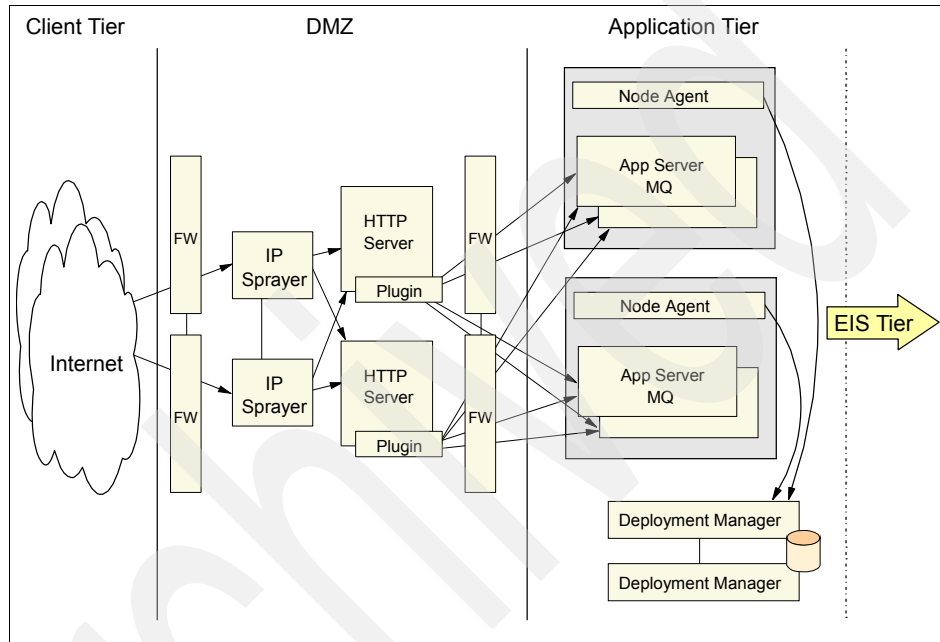 Client Tier
DMZ
Application Tier
Node Agent
App Server
MQ
FW
HTTP
Server
Plugin
FW
IP
Sprayer
Node Agent
EIS Tier
Internet
FW
IP
Sprayer
HTTP
Server
Plugin
FW
App Server
MQ
Deployment Manager
Deployment Manager